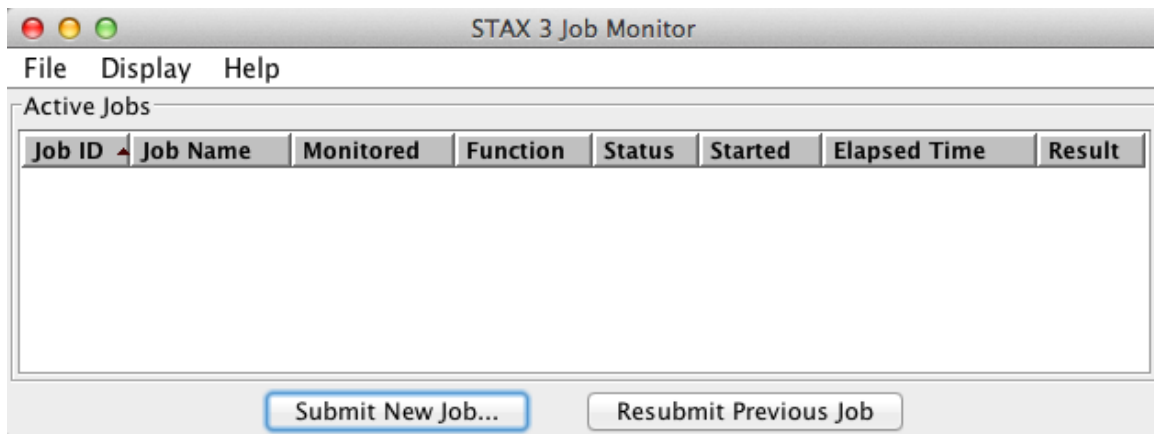 STAX 3 Job Monitor
File Display Help
Active Jobs
Job ID Job Name Monitored Function Status Started Elapsed Time Result
Submit New Job... Resubmit Previous Job